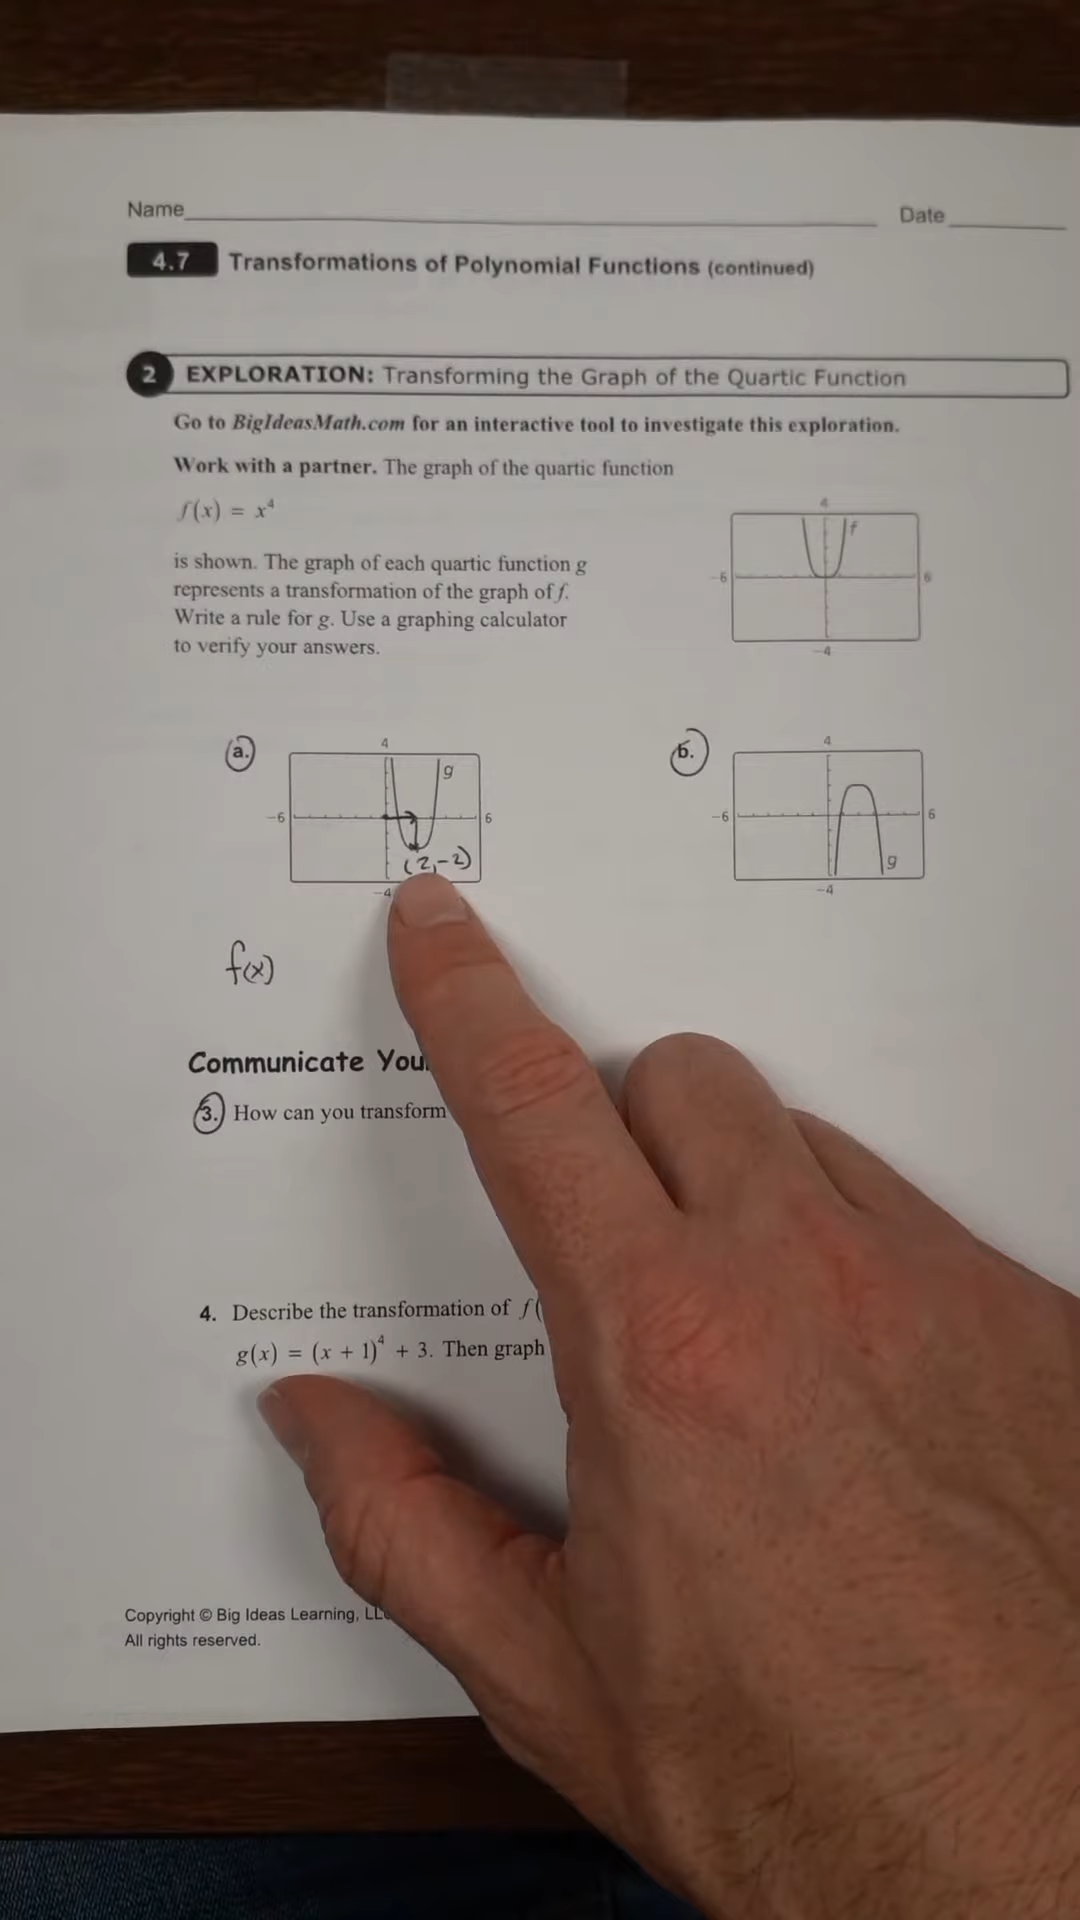 Name
Date
4.7 Transformations of Polynomial Functions (continued)
2 EXPLORATION: Transforming the Graph of the Quartic Function
Go to BigIdeasMath.com for an interactive tool to investigate this exploration.
Work with a partner. The graph of the quartic function
f(x) = x⁴
is shown. The graph of each quartic function g
represents a transformation of the graph of f.
Write a rule for g. Use a graphing calculator
to verify your answers.
4
f
-6
6
-4
a.
4
g
-6
6
(2,-2)
-4
b.
4
-6
6
g
-4
f(x)
Communicate You
3. How can you transform
4. Describe the transformation of f(
g(x) = (x + 1)⁴ + 3. Then graph
Copyright © Big Ideas Learning, LLC
All rights reserved.